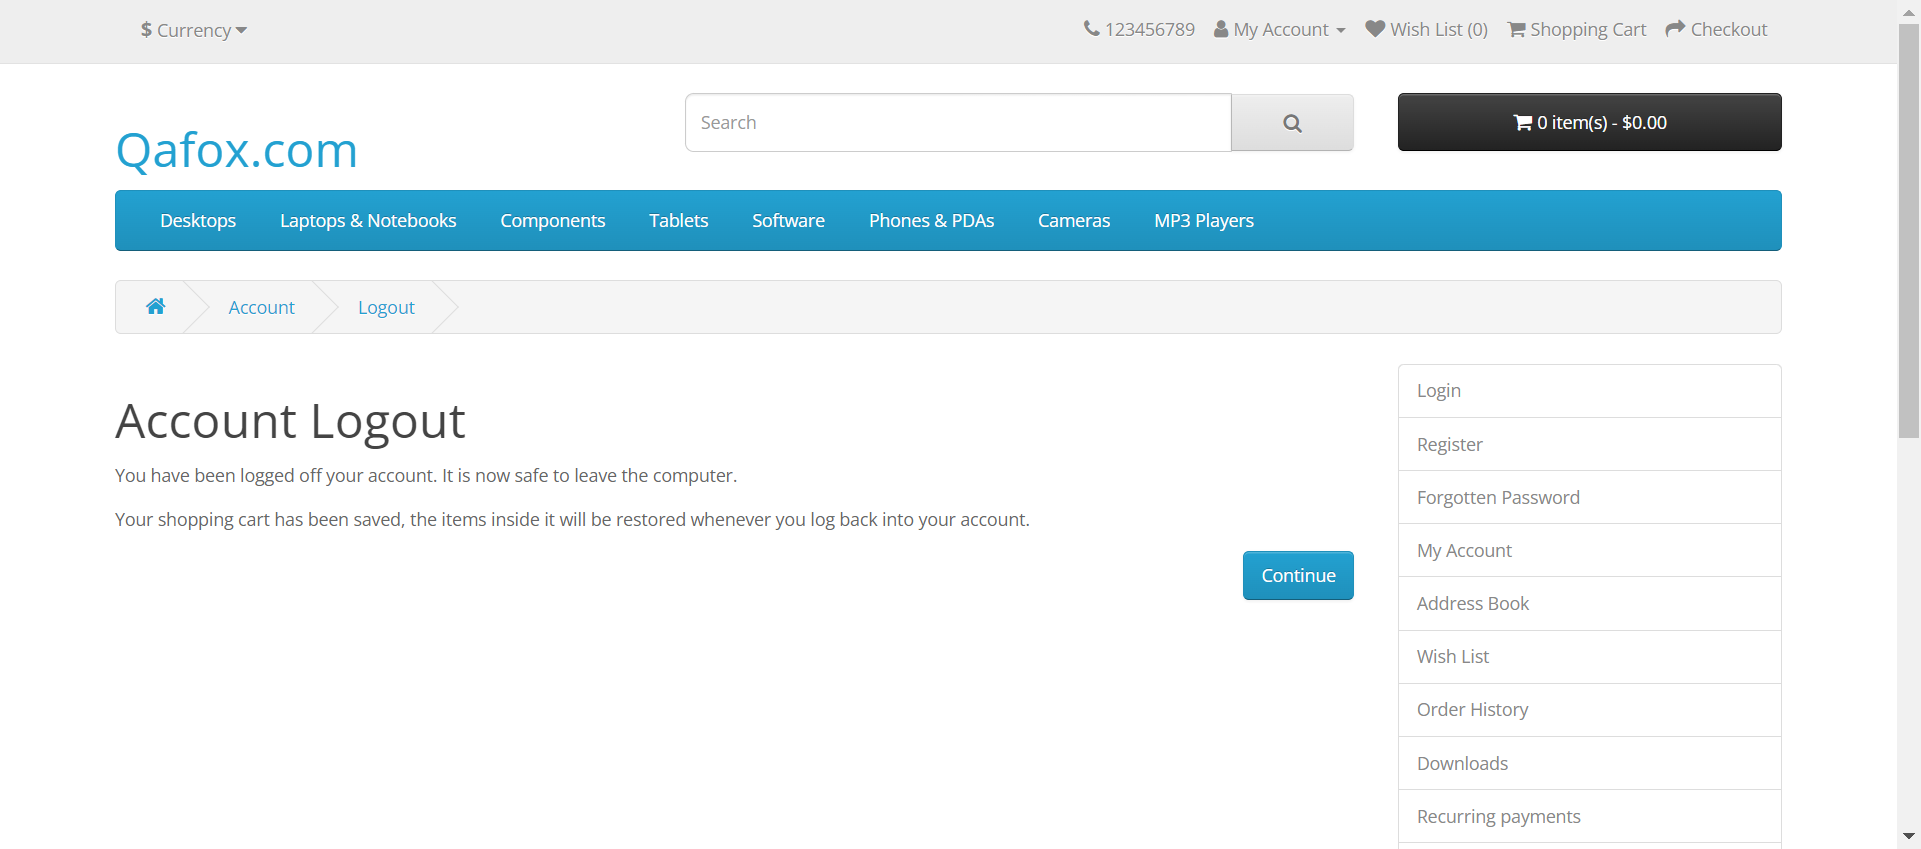 $ Currency
123456789 My Account Wish List (0) Shopping Cart Checkout
Qafox.com
Search
0 item(s) - $0.00
Desktops Laptops & Notebooks Components Tablets Software Phones & PDAs Cameras MP3 Players
Account Logout
Account Logout
You have been logged off your account. It is now safe to leave the computer.
Your shopping cart has been saved, the items inside it will be restored whenever you log back into your account.
Continue
Login
Register
Forgotten Password
My Account
Address Book
Wish List
Order History
Downloads
Recurring payments